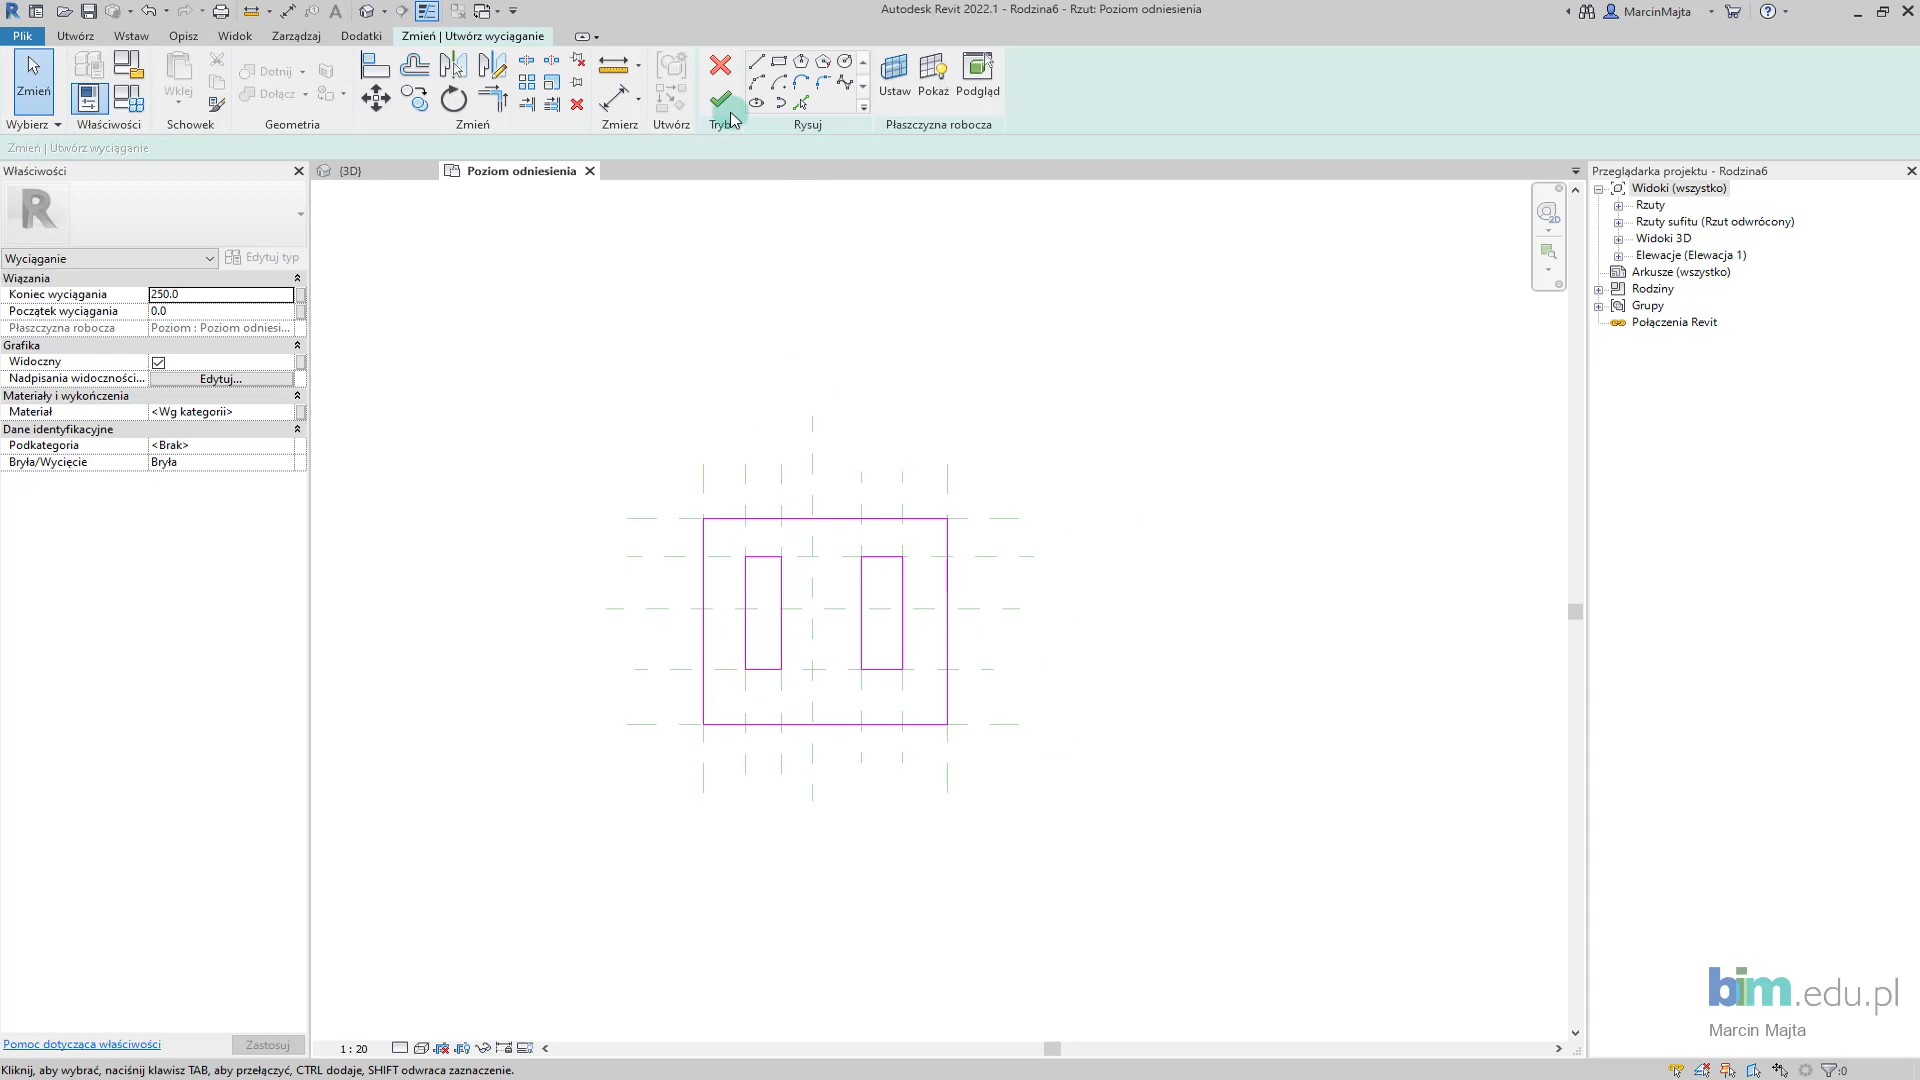 Autodesk Revit 2022.1 - Rodzina6 - Rzut: Poziom odniesienia
MarcinMajta
Plik
Utwórz
Wstaw
Opisz
Widok
Zarządzaj
Dodatki
Zmień | Utwórz wyciąganie
Zmień
Wklej
Dotnij
Dołącz
Ustaw
Pokaż
Podgląd
Wybierz
Właściwości
Schowek
Geometria
Zmień
Zmierz
Utwórz
Rysuj
Płaszczyzna robocza
Zmień | Utwórz wyciąganie
Właściwości
{3D}
Poziom odniesienia
Przeglądarka projektu - Rodzina6
R
Wyciąganie
Edytuj typ
Wiązania
Koniec wyciągania 250.0
Początek wyciągania 0.0
Płaszczyzna robocza Poziom : Poziom odniesi...
Grafika
Widoczny
Nadpisania widoczności... Edytuj...
Materiały i wykończenia
Materiał <Wg kategorii>
Dane identyfikacyjne
Podkategoria <Brak>
Bryła/Wycięcie Bryła
Widoki (wszystko)
Rzuty
Rzuty sufitu (Rzut odwrócony)
Widoki 3D
Elewacje (Elewacja 1)
Arkusze (wszystko)
Rodziny
Grupy
Połączenia Revit
2D
bim.edu.pl
Marcin Majta
Pomoc dotycząca właściwości
Zastosuj
1 : 20
Kliknij, aby wybrać, naciśnij klawisz TAB, aby przełączyć, CTRL dodaje, SHIFT odwraca zaznaczenie.
:0